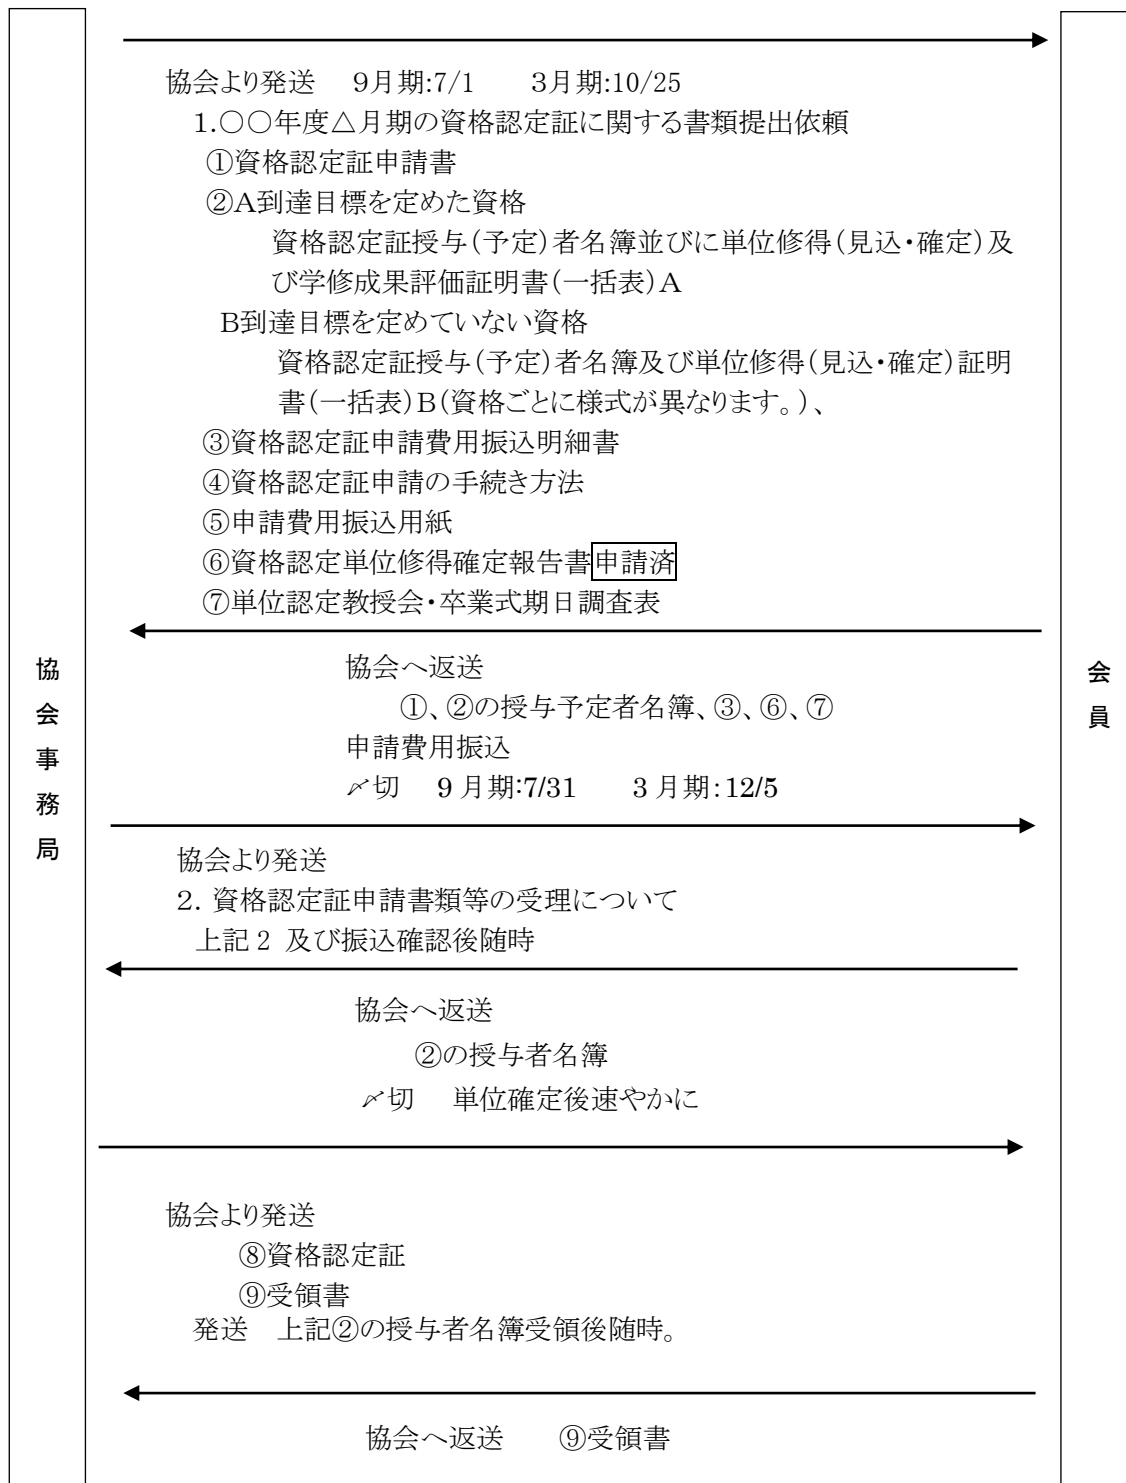 協会より発送　９月期:7/1　　３月期:10/25
1.〇〇年度△月期の資格認定証に関する書類提出依頼
①資格認定証申請書
②A到達目標を定めた資格
資格認定証授与(予定)者名簿並びに単位修得(見込・確定)及
び学修成果評価証明書(一括表)A
B到達目標を定めていない資格
資格認定証授与(予定)者名簿及び単位修得(見込・確定)証明
書(一括表)B(資格ごとに様式が異なります。)、
③資格認定証申請費用振込明細書
④資格認定証申請の手続き方法
⑤申請費用振込用紙
⑥資格認定単位修得確定報告書申請済
⑦単位認定教授会・卒業式期日調査表
協会事務局
会員
協会へ返送
①、②の授与予定者名簿、③、⑥、⑦
申請費用振込
〆切　9月期:7/31　　3月期:12/5
協会より発送
２．資格認定証申請書類等の受理について
上記2 及び振込確認後随時
協会へ返送
②の授与者名簿
〆切　単位確定後速やかに
協会より発送
⑧資格認定証
⑨受領書
発送　上記②の授与者名簿受領後随時。
協会へ返送　　⑨受領書